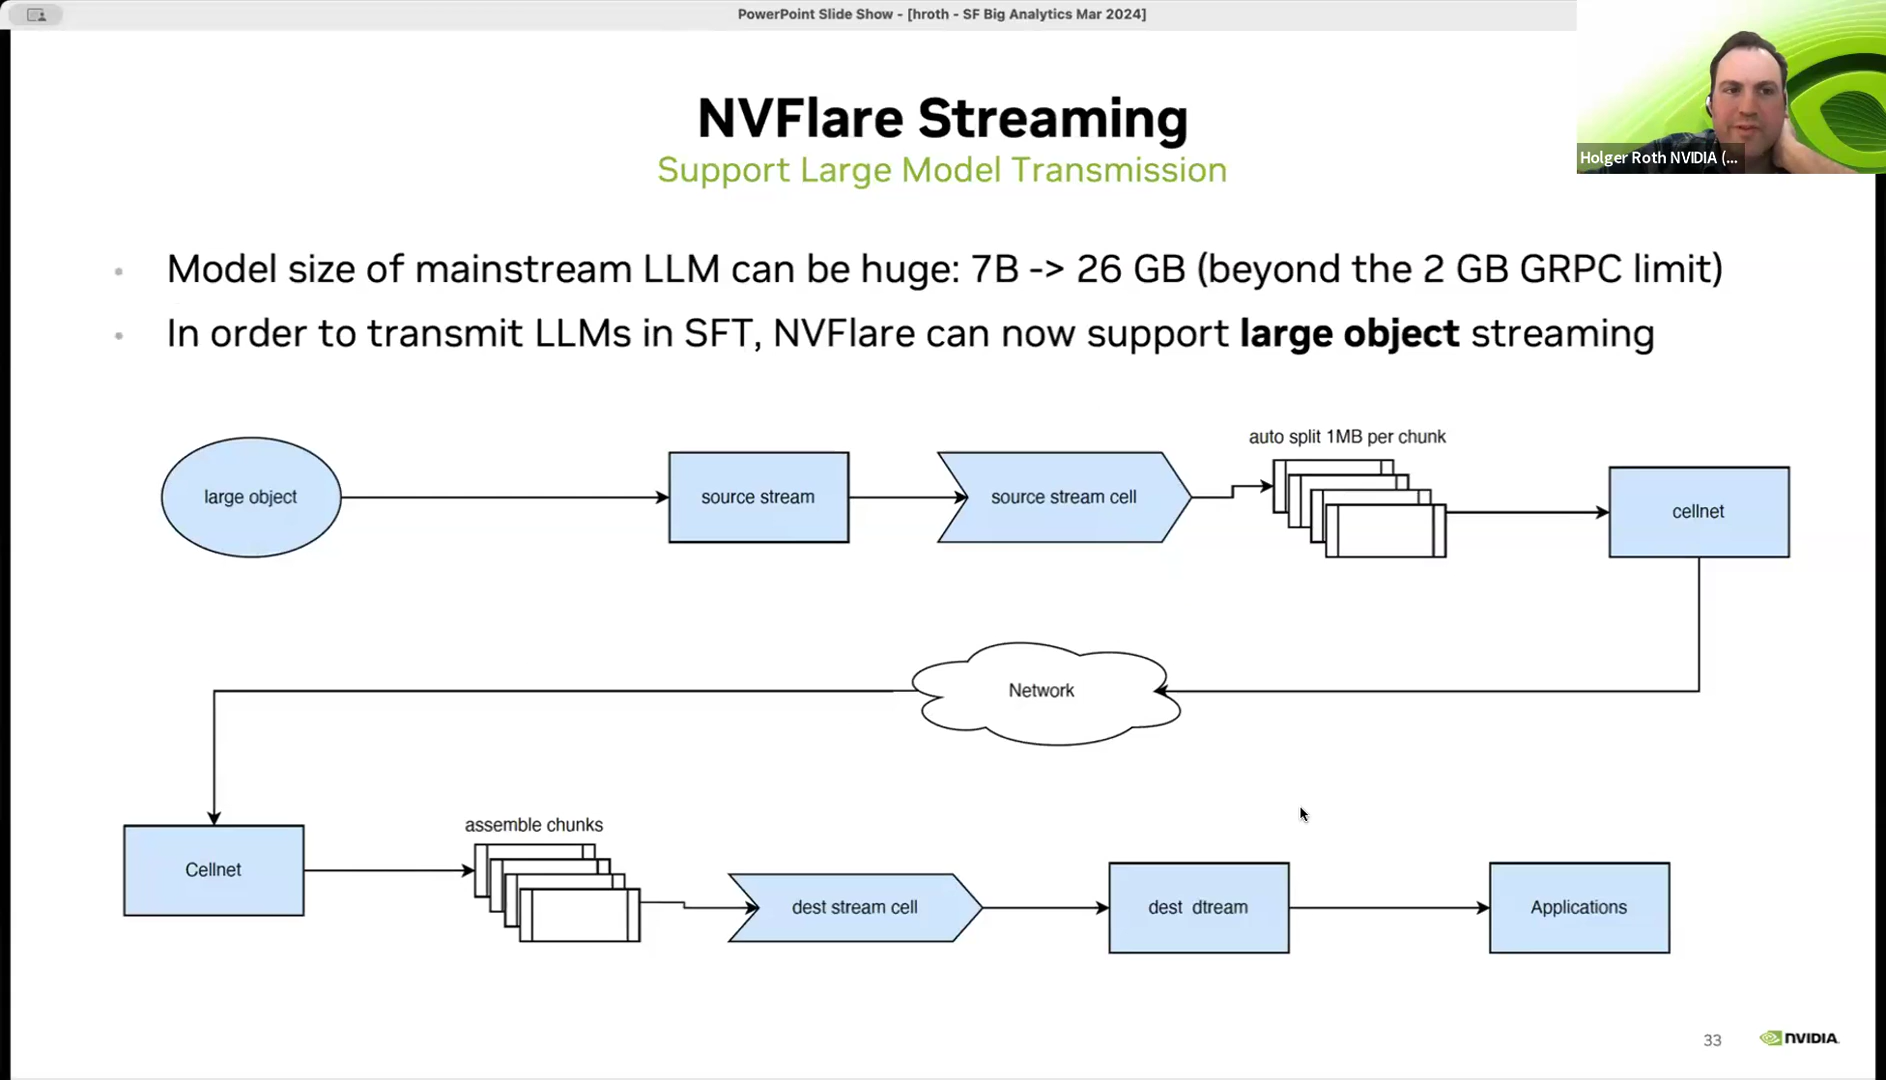 PowerPoint Slide Show - [hroth - SF Big Analytics Mar 2024]
Holger Roth NVIDIA (...
NVFlare Streaming
Support Large Model Transmission
• Model size of mainstream LLM can be huge: 7B -> 26 GB (beyond the 2 GB GRPC limit)
• In order to transmit LLMs in SFT, NVFlare can now support large object streaming
auto split 1MB per chunk
large object
source stream
source stream cell
cellnet
Network
assemble chunks
Cellnet
dest stream cell
dest dtream
Applications
33
NVIDIA